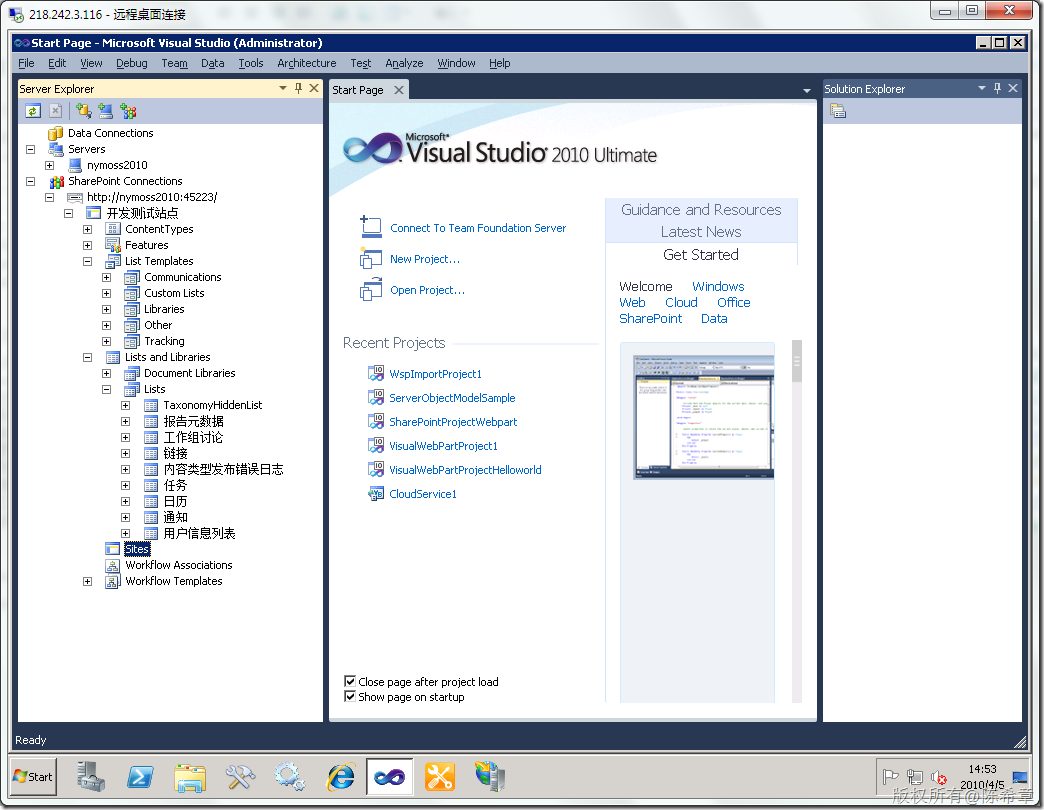 218.242.3.116 - 远程桌面连接
Start Page - Microsoft Visual Studio (Administrator)
File Edit View Debug Team Data Tools Architecture Test Analyze Window Help
Server Explorer
Data Connections
Servers
nymoss2010
SharePoint Connections
http://nymoss2010:45223/
开发测试站点
ContentTypes
Features
List Templates
Communications
Custom Lists
Libraries
Other
Tracking
Lists and Libraries
Document Libraries
Lists
TaxonomyHiddenList
报告元数据
工作组讨论
链接
内容类型发布错误日志
任务
日历
通知
用户信息列表
Sites
Workflow Associations
Workflow Templates
Start Page
Microsoft®
Visual Studio® 2010 Ultimate
Connect To Team Foundation Server
New Project...
Open Project...
Recent Projects
WspImportProject1
ServerObjectModelSample
SharePointProjectWebpart
VisualWebPartProject1
VisualWebPartProjectHelloworld
CloudService1
Close page after project load
Show page on startup
Guidance and Resources
Latest News
Get Started
Welcome Windows
Web Cloud Office
SharePoint Data
Solution Explorer
Ready
Start
14:53
2010/4/5
版权所有@陈希章